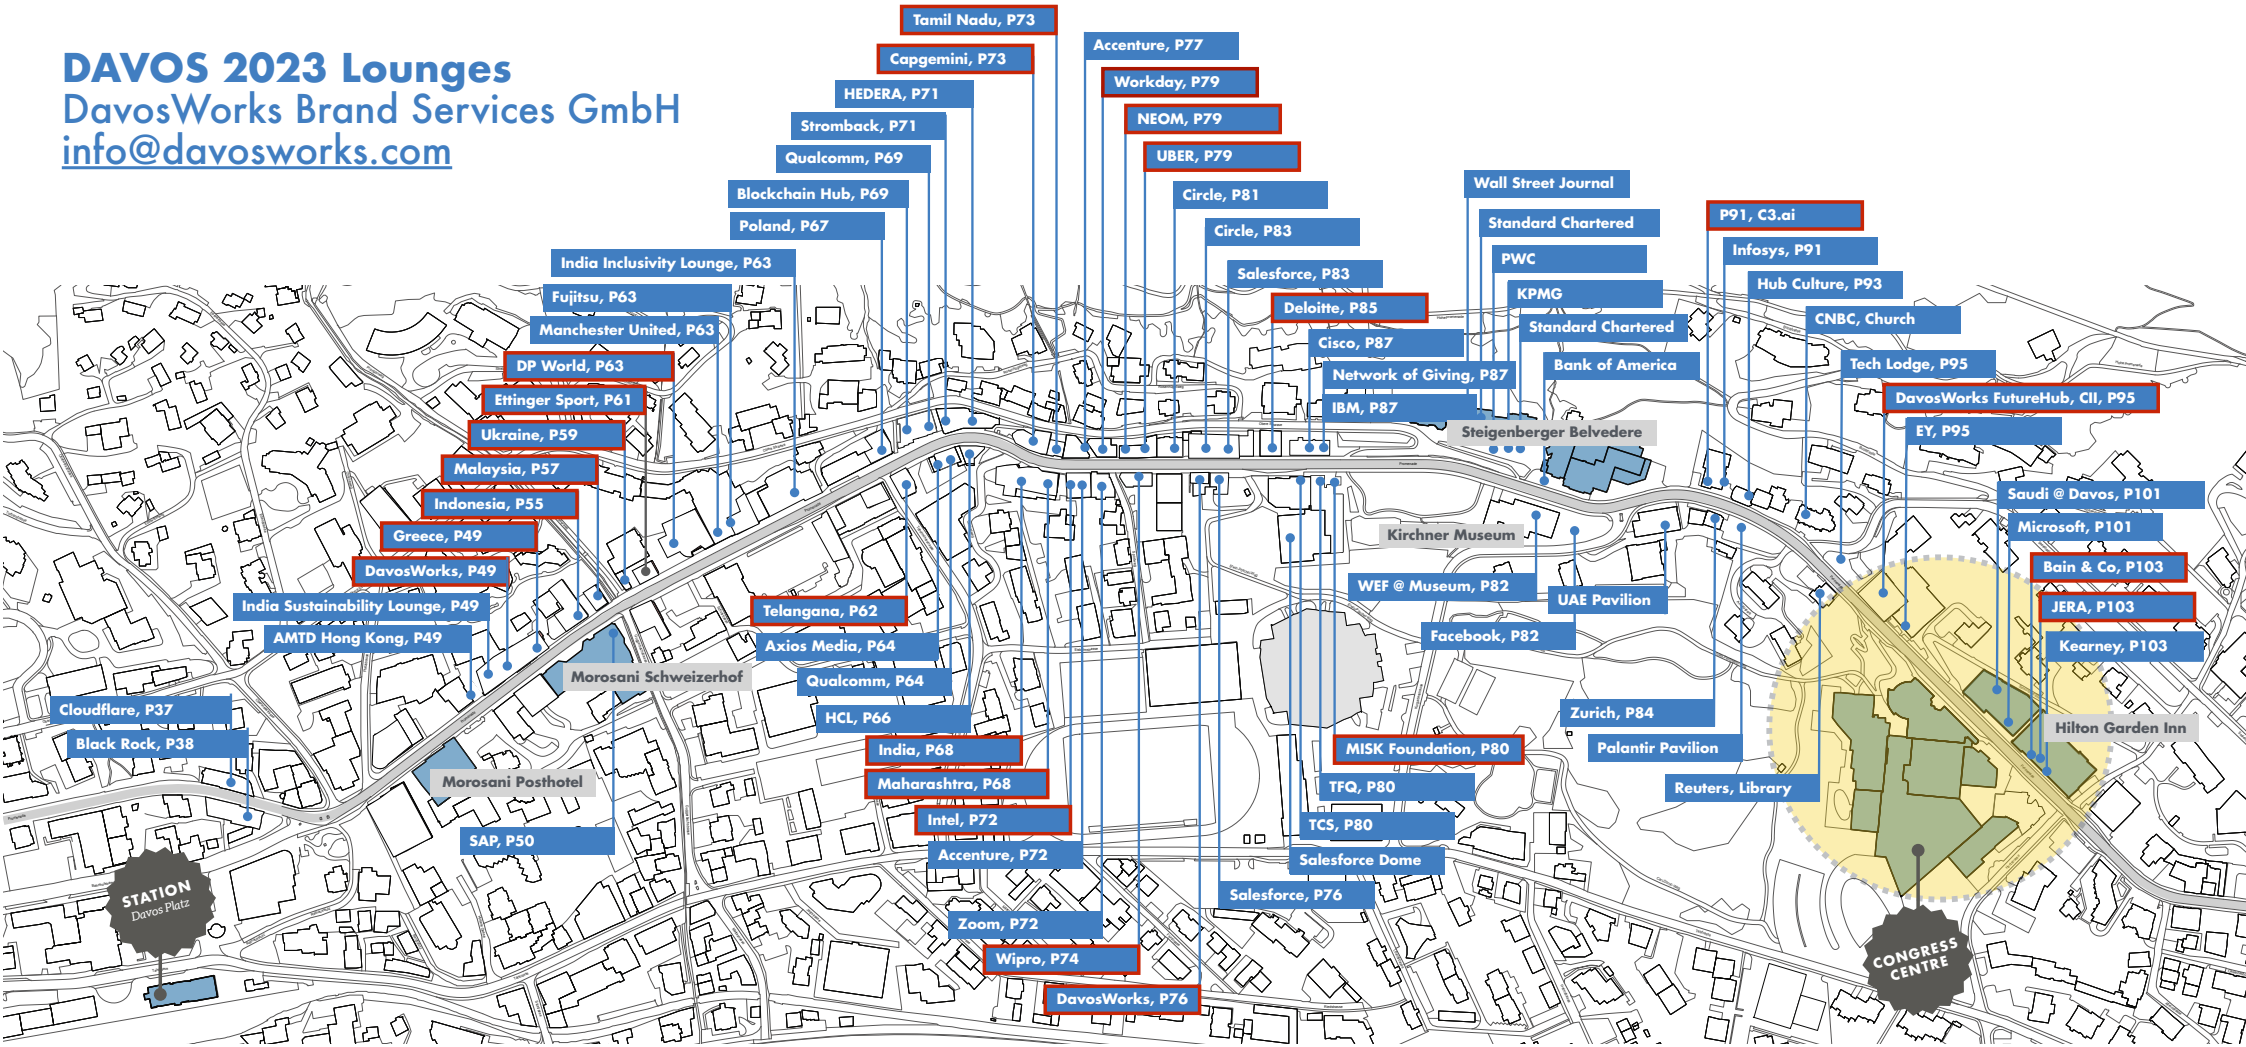 DAVOS 2023 Lounges
DavosWorks Brand Services GmbH
info@davosworks.com
Tamil Nadu, P73
Capgemini, P73
HEDERA, P71
Stromback, P71
Qualcomm, P69
Blockchain Hub, P69
Poland, P67
India Inclusivity Lounge, P63
Fujitsu, P63
Manchester United, P63
DP World, P63
Ettinger Sport, P61
Ukraine, P59
Malaysia, P57
Indonesia, P55
Greece, P49
DavosWorks, P49
India Sustainability Lounge, P49
AMTD Hong Kong, P49
Cloudflare, P37
Black Rock, P38
Accenture, P77
Workday, P79
NEOM, P79
UBER, P79
Circle, P81
Circle, P83
Salesforce, P83
Deloitte, P85
Cisco, P87
Network of Giving, P87
IBM, P87
Wall Street Journal
Standard Chartered
PWC
KPMG
Standard Chartered
Bank of America
Steigenberger Belvedere
P91, C3.ai
Infosys, P91
Hub Culture, P93
CNBC, Church
Tech Lodge, P95
DavosWorks FutureHub, CII, P95
EY, P95
Saudi @ Davos, P101
Microsoft, P101
Bain & Co, P103
JERA, P103
Kearney, P103
Hilton Garden Inn
Kirchner Museum
WEF @ Museum, P82
UAE Pavilion
Facebook, P82
Zurich, P84
Palantir Pavilion
Reuters, Library
Morosani Schweizerhof
Morosani Posthotel
SAP, P50
Telangana, P62
Axios Media, P64
Qualcomm, P64
HCL, P66
India, P68
Maharashtra, P68
Intel, P72
Accenture, P72
Zoom, P72
Wipro, P74
DavosWorks, P76
MISK Foundation, P80
TFQ, P80
TCS, P80
Salesforce Dome
Salesforce, P76
STATION
Davos Platz
CONGRESS
CENTRE
Promenade